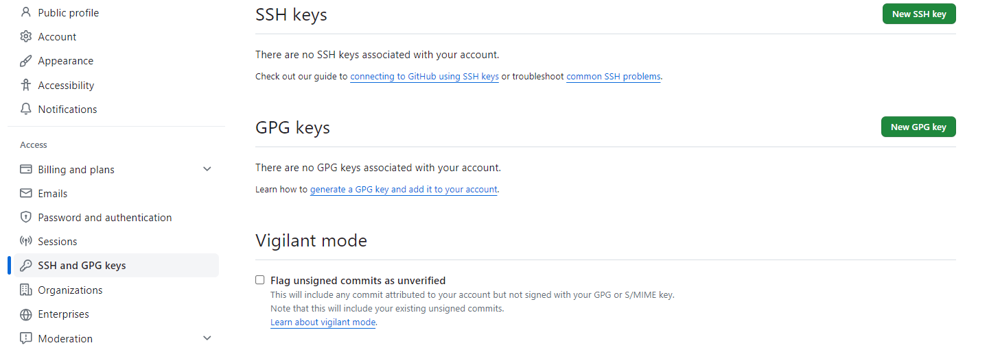 Public profile
Account
Appearance
Accessibility
Notifications
Access
Billing and plans
Emails
Password and authentication
Sessions
SSH and GPG keys
Organizations
Enterprises
Moderation
SSH keys
New SSH key
There are no SSH keys associated with your account.
Check out our guide to connecting to GitHub using SSH keys or troubleshoot common SSH problems.
GPG keys
New GPG key
There are no GPG keys associated with your account.
Learn how to generate a GPG key and add it to your account.
Vigilant mode
Flag unsigned commits as unverified
This will include any commit attributed to your account but not signed with your GPG or S/MIME key.
Note that this will include your existing unsigned commits.
Learn about vigilant mode.